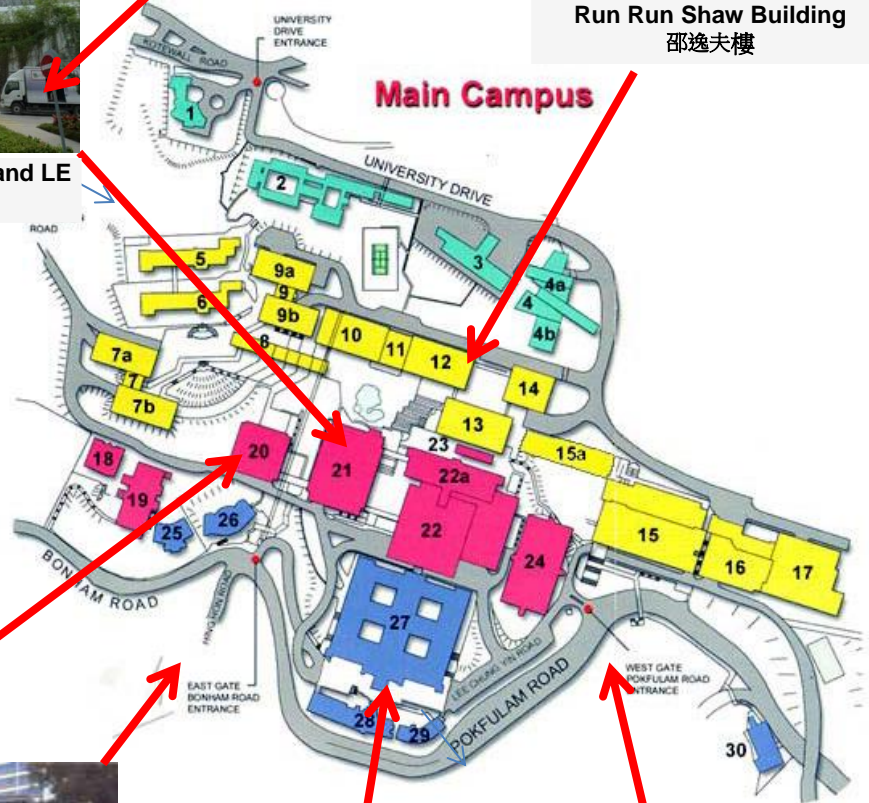 Run Run Shaw Building
邵逸夫樓
UNIVERSITY
DRIVE
ENTRANCE
KOTEWALL ROAD
Main Campus
1
and LE
UNIVERSITY DRIVE
2
ROAD
3
4a
4
4b
5
9a
9
6
9b
10
8
11
12
7a
7
7b
14
13
23
15a
20
21
22a
18
19
22
15
24
16
17
25
26
BONHAM ROAD
HING HON ROAD
27
LEE CHUNG YIN ROAD
EAST GATE
BONHAM ROAD
ENTRANCE
WEST GATE
POKFULAM ROAD
ENTRANCE
POKFULAM ROAD
28
29
30